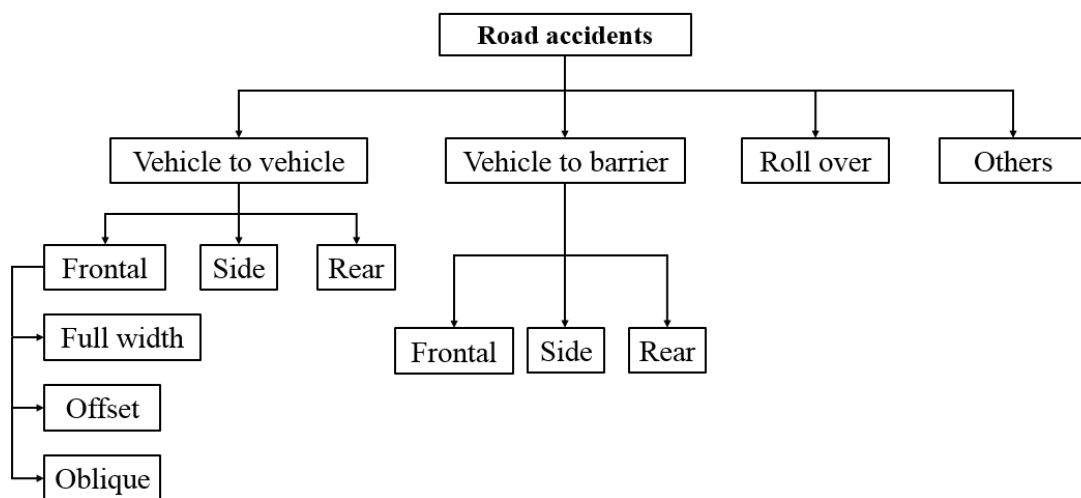 Road accidents
Vehicle to vehicle
Vehicle to barrier
Roll over
Others
Frontal
Side
Rear
Full width
Offset
Oblique
Frontal
Side
Rear